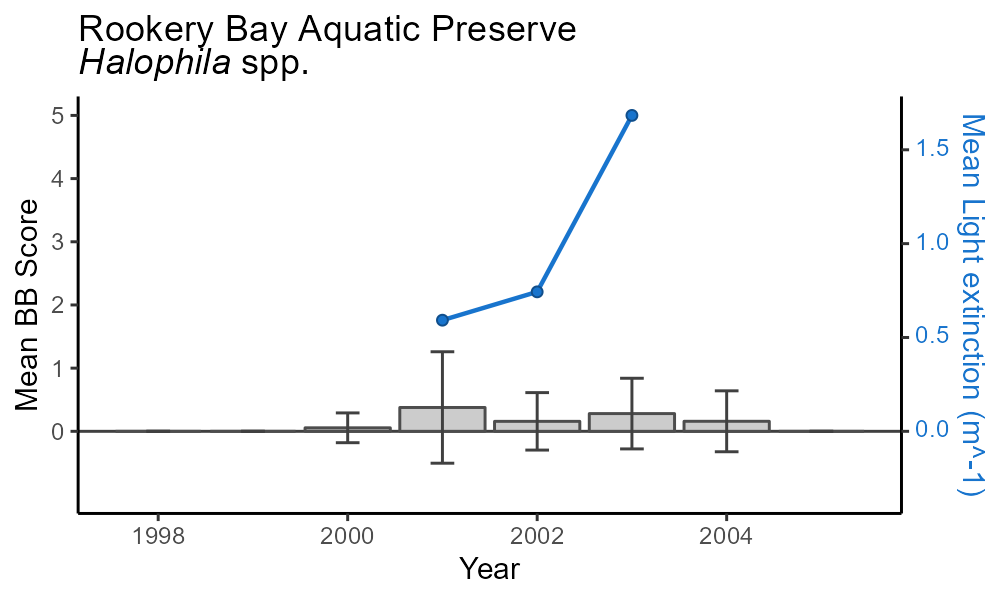 Rookery Bay Aquatic Preserve
Halophila spp.
5
4
3
2
1
0
Mean BB Score
1.5
1.0
0.5
0.0
Mean Light extinction (m^-1)
1998
2000
2002
2004
Year